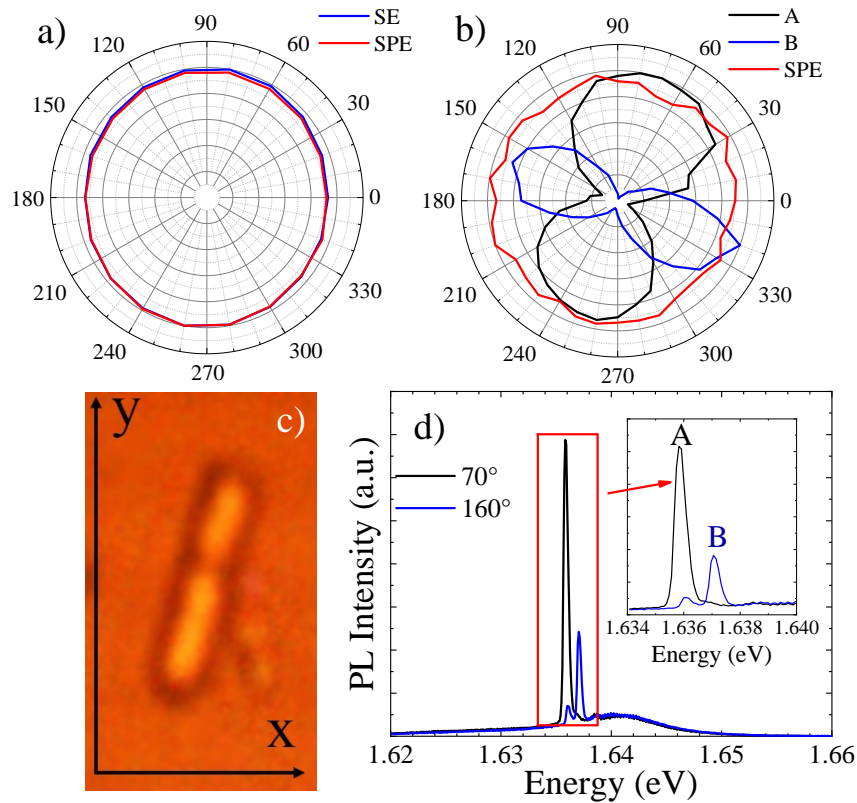 a)
SE
SPE
0
30
60
90
120
150
180
210
240
270
300
330
b)
A
B
SPE
0
30
60
90
120
150
180
210
240
270
300
330
c)
y
x
d)
70°
160°
PL Intensity (a.u.)
1.62 1.63 1.64 1.65 1.66
Energy (eV)
A
B
1.634 1.636 1.638 1.640
Energy (eV)